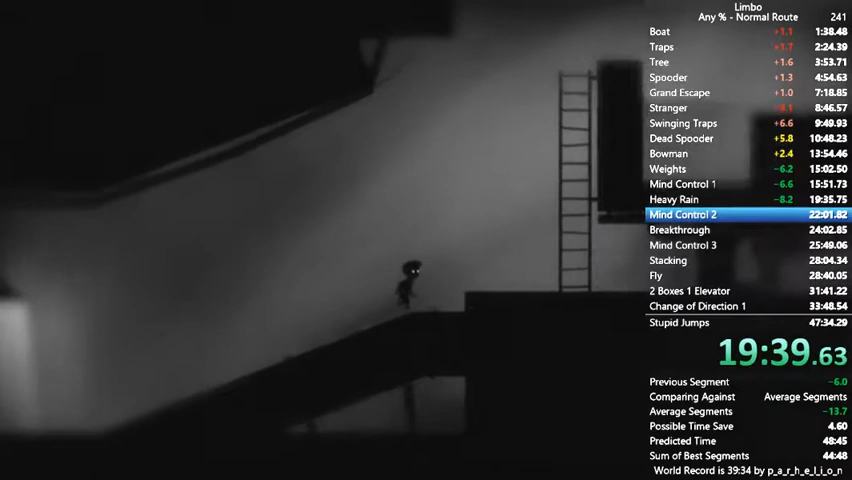 Limbo
Any % - Normal Route 241
Boat +1.1 1:38.48
Traps +1.7 2:24.39
Tree +1.6 3:53.71
Spooder +1.3 4:54.63
Grand Escape +1.0 7:18.85
Stranger +8.1 8:46.57
Swinging Traps +6.6 9:49.93
Dead Spooder +5.8 10:48.23
Bowman +2.4 13:54.46
Weights −6.2 15:02.50
Mind Control 1 −6.6 15:51.73
Heavy Rain −8.2 19:35.75
Mind Control 2 22:01.82
Breakthrough 24:02.85
Mind Control 3 25:49.06
Stacking 28:04.34
Fly 28:40.05
2 Boxes 1 Elevator 31:41.22
Change of Direction 1 33:48.54
Stupid Jumps 47:34.29
19:39.63
Previous Segment −6.0
Comparing Against Average Segments
Average Segments −13.7
Possible Time Save 4.60
Predicted Time 48:45
Sum of Best Segments 44:48
World Record is 39:34 by p_a_r_h_e_l_i_o_n